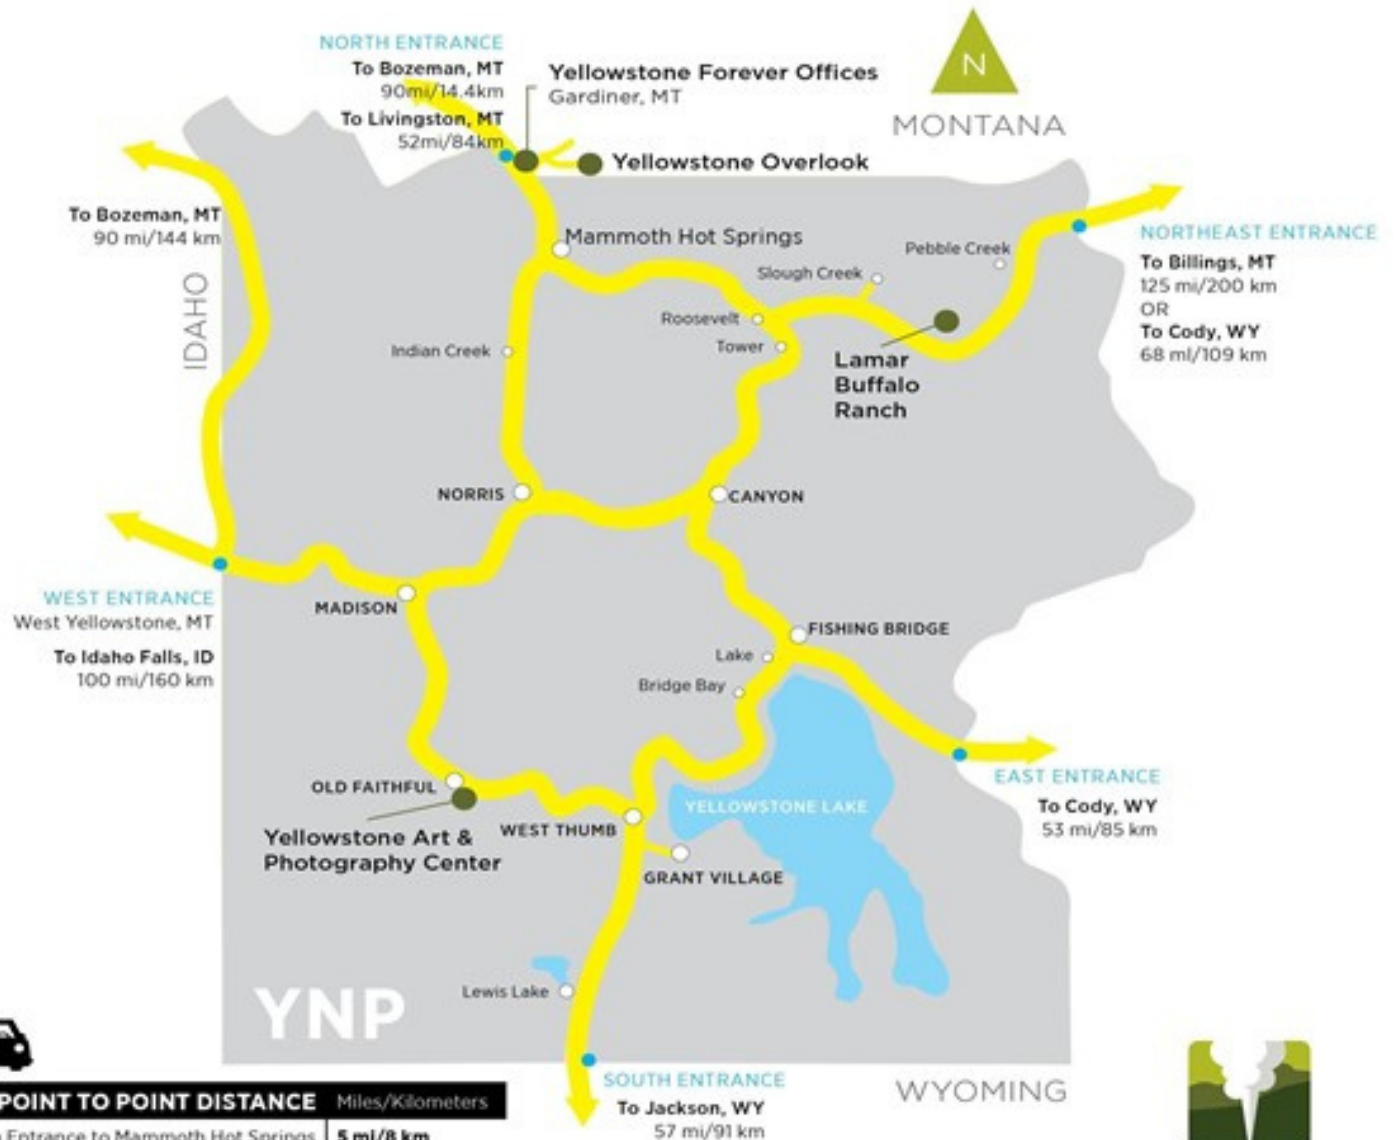 NORTH ENTRANCE
To Bozeman, MT
90mi/14.4km
To Livingston, MT
52mi/84km
Yellowstone Forever Offices
Gardiner, MT
N
MONTANA
Yellowstone Overlook
To Bozeman, MT
90 mi/144 km
IDAHO
Mammoth Hot Springs
Pebble Creek
Slough Creek
NORTHEAST ENTRANCE
To Billings, MT
125 mi/200 km
OR
To Cody, WY
68 ml/109 km
Roosevelt
Tower
Indian Creek
Lamar
Buffalo
Ranch
NORRIS
CANYON
WEST ENTRANCE
West Yellowstone, MT
To Idaho Falls, ID
100 mi/160 km
MADISON
FISHING BRIDGE
Lake
Bridge Bay
OLD FAITHFUL
Yellowstone Art &
Photography Center
WEST THUMB
YELLOWSTONE LAKE
GRANT VILLAGE
EAST ENTRANCE
To Cody, WY
53 mi/85 km
Lewis Lake
YNP
SOUTH ENTRANCE
To Jackson, WY
57 mi/91 km
WYOMING
POINT TO POINT DISTANCE Miles/Kilometers
Entrance to Mammoth Hot Springs 5 mi/8 km